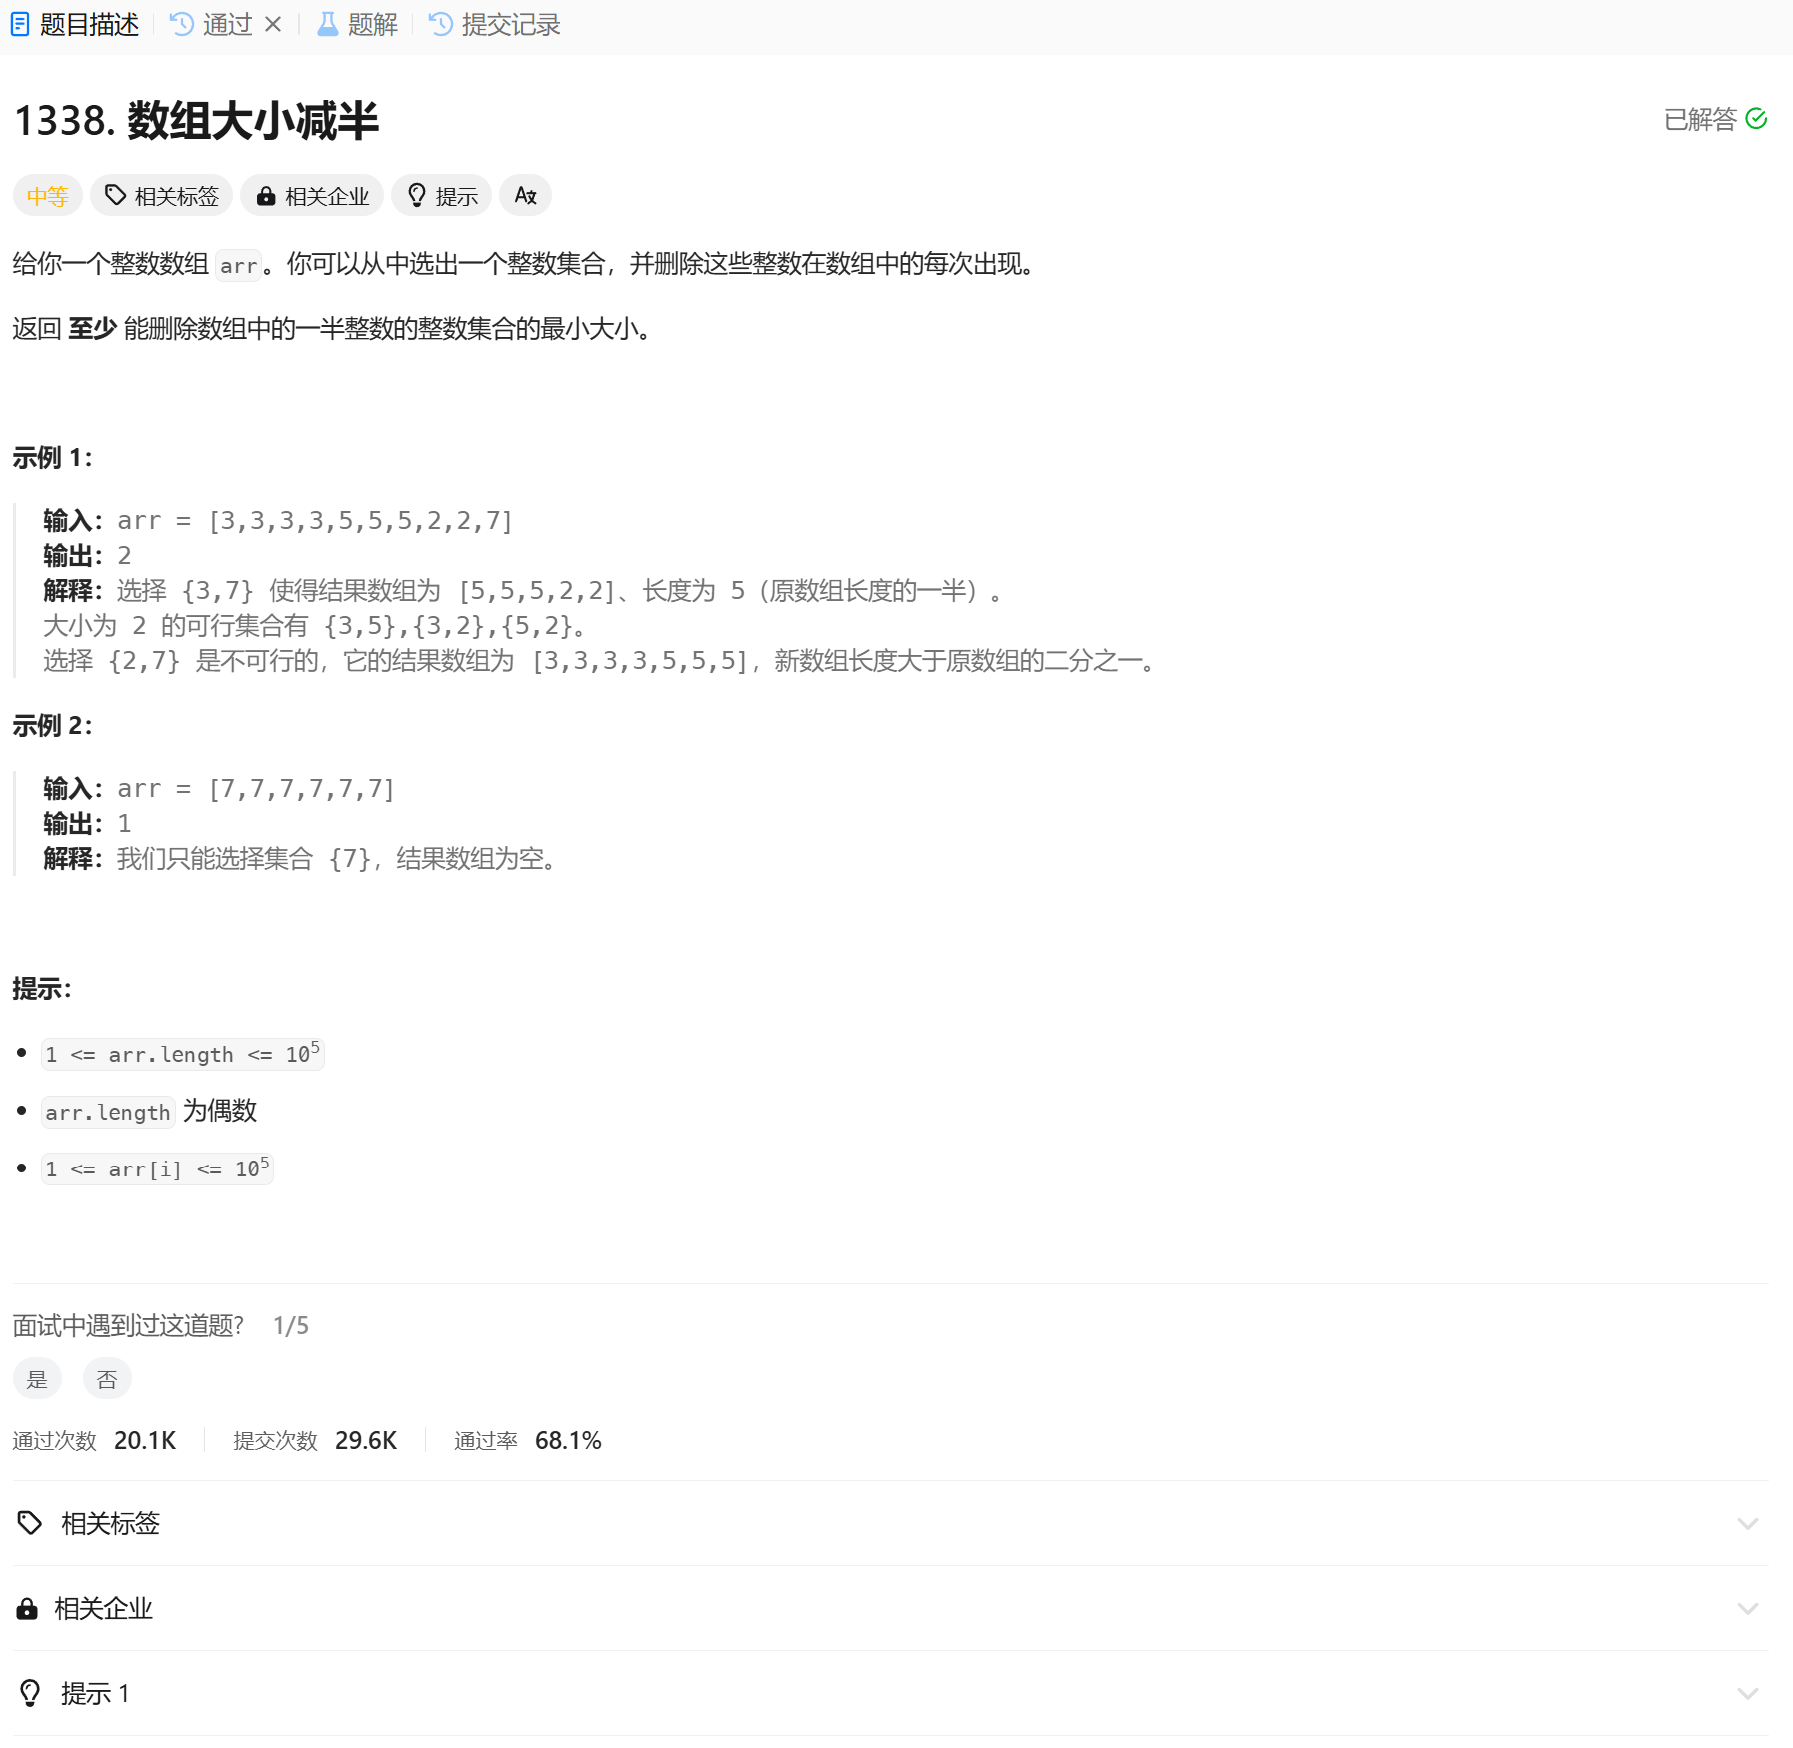 题目描述 通过 题解 提交记录
1338. 数组大小减半 已解答
中等 相关标签 相关企业 提示
给你一个整数数组 arr。你可以从中选出一个整数集合，并删除这些整数在数组中的每次出现。
返回 至少 能删除数组中的一半整数的整数集合的最小大小。
示例 1：
输入：arr = [3,3,3,3,5,5,5,2,2,7]
输出：2
解释：选择 {3,7} 使得结果数组为 [5,5,5,2,2]、长度为 5（原数组长度的一半）。
大小为 2 的可行集合有 {3,5},{3,2},{5,2}。
选择 {2,7} 是不可行的，它的结果数组为 [3,3,3,3,5,5,5]，新数组长度大于原数组的二分之一。
示例 2：
输入：arr = [7,7,7,7,7,7]
输出：1
解释：我们只能选择集合 {7}，结果数组为空。
提示：
1 <= arr.length <= 10⁵
arr.length 为偶数
1 <= arr[i] <= 10⁵
面试中遇到过这道题? 1/5
是 否
通过次数 20.1K 提交次数 29.6K 通过率 68.1%
相关标签
相关企业
提示 1